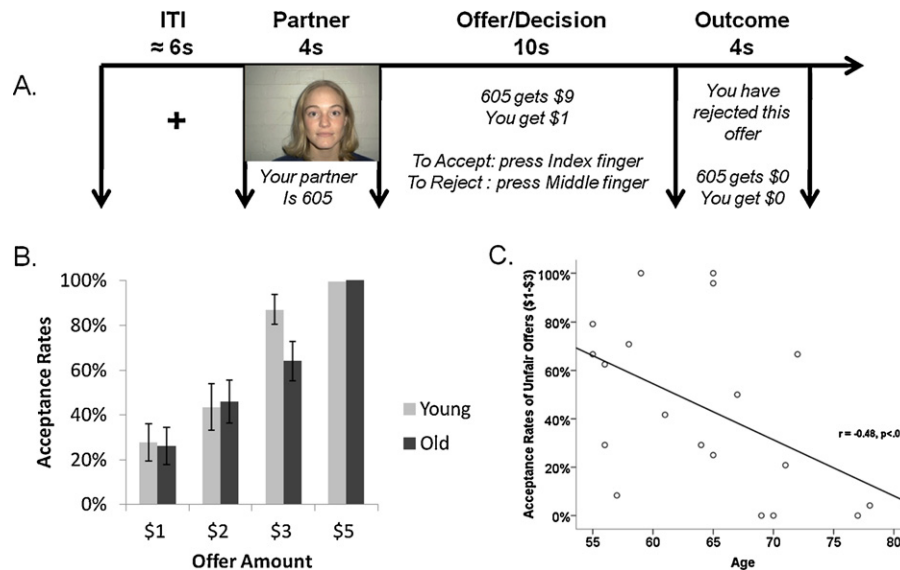 ITI
≈ 6s
Partner
4s
Offer/Decision
10s
Outcome
4s
A.
+
Your partner
Is 605
605 gets $9
You get $1
To Accept: press Index finger
To Reject : press Middle finger
You have
rejected this
offer
605 gets $0
You get $0
B.
Acceptance Rates
100%
80%
60%
40%
20%
0%
$1 $2 $3 $5
Offer Amount
Young
Old
C.
Acceptance Rates of Unfair Offers ($1-$3)
100%
80%
60%
40%
20%
0%
r = -0.48, p<.0
55 60 65 70 75 80
Age